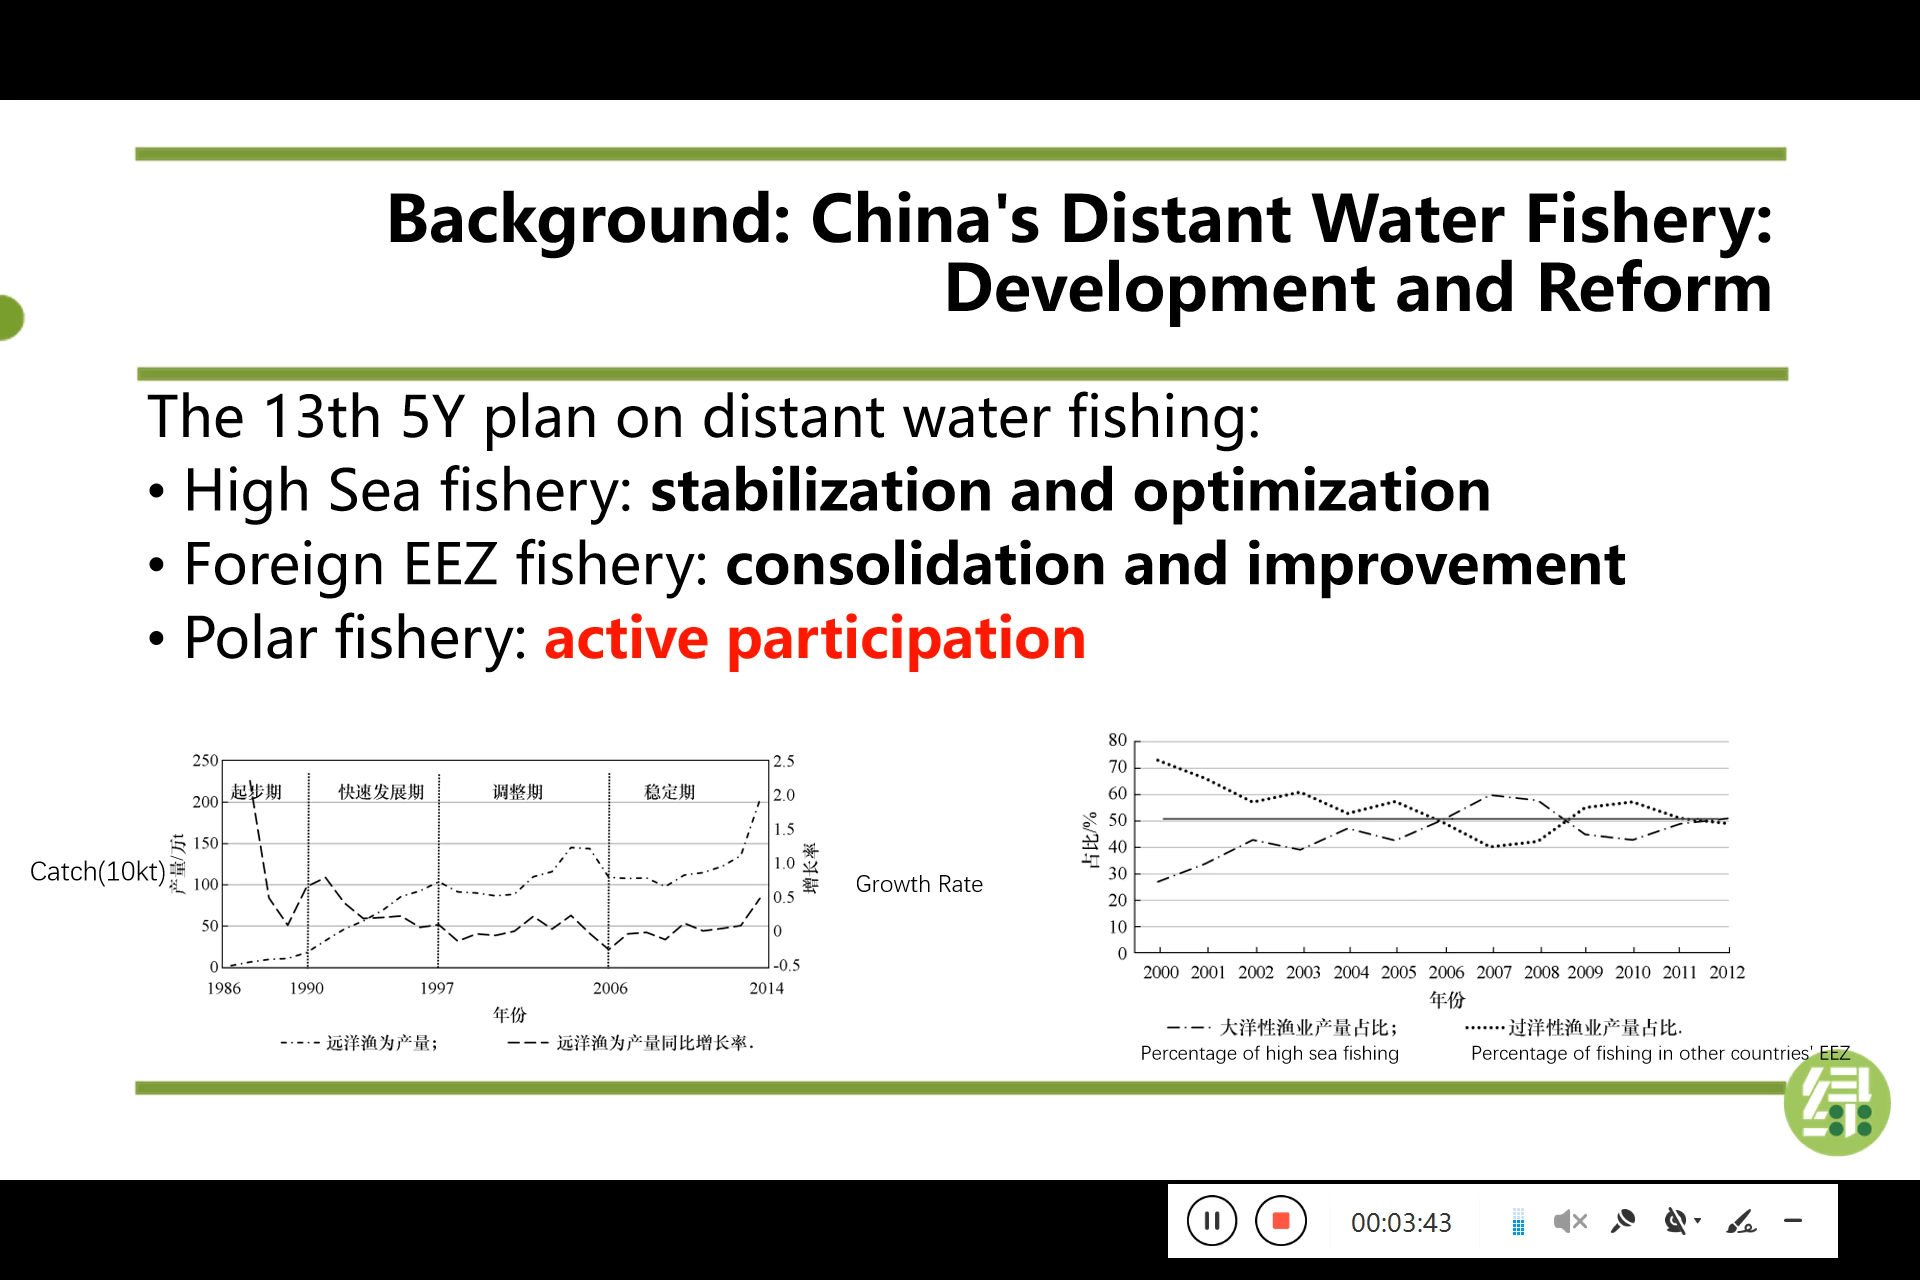 Background: China's Distant Water Fishery:
Development and Reform
The 13th 5Y plan on distant water fishing:
• High Sea fishery: stabilization and optimization
• Foreign EEZ fishery: consolidation and improvement
• Polar fishery: active participation
Catch(10kt)
产量/万t
250
200
150
100
50
0
起步期
快速发展期
调整期
稳定期
2.5
2.0
1.5
1.0
0.5
0
-0.5
增长率
Growth Rate
1986 1990 1997 2006 2014
年份
远洋渔为产量; 远洋渔为产量同比增长率.
占比/%
80
70
60
50
40
30
20
10
0
2000 2001 2002 2003 2004 2005 2006 2007 2008 2009 2010 2011 2012
年份
大洋性渔业产量占比; 过洋性渔业产量占比.
Percentage of high sea fishing Percentage of fishing in other countries' EEZ
绿
00:03:43